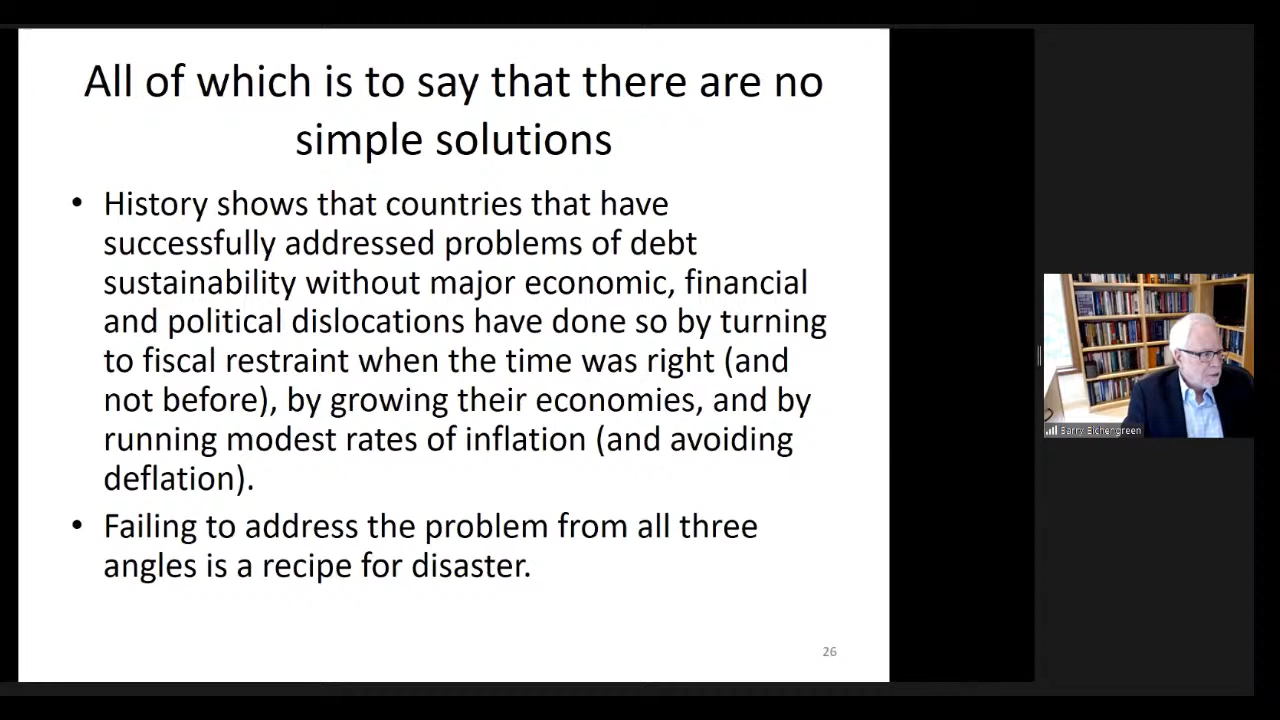 All of which is to say that there are no
simple solutions
• History shows that countries that have
successfully addressed problems of debt
sustainability without major economic, financial
and political dislocations have done so by turning
to fiscal restraint when the time was right (and
not before), by growing their economies, and by
running modest rates of inflation (and avoiding
deflation).
• Failing to address the problem from all three
angles is a recipe for disaster.
26
Barry Eichengreen